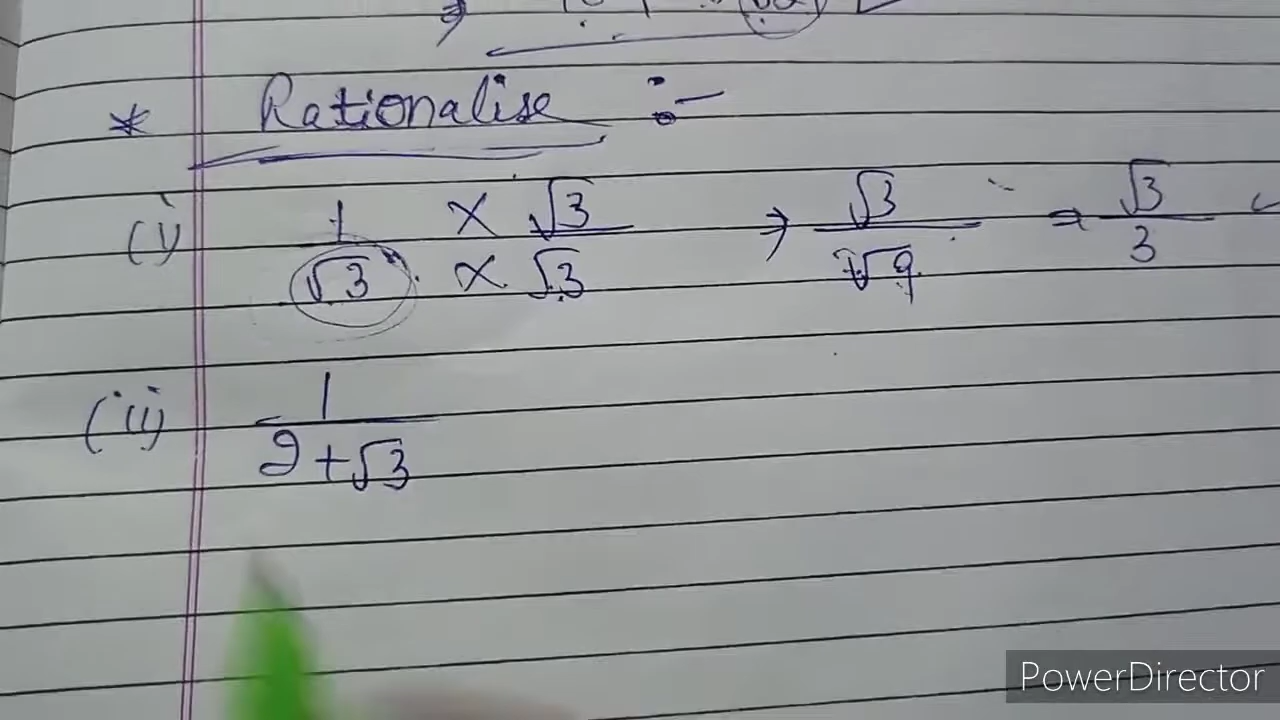 * Rationalise :-
(i) 1/√3 × √3/√3 ⇒ √3/√9 ⇒ √3/3
(ii) 1/2+√3
PowerDirector